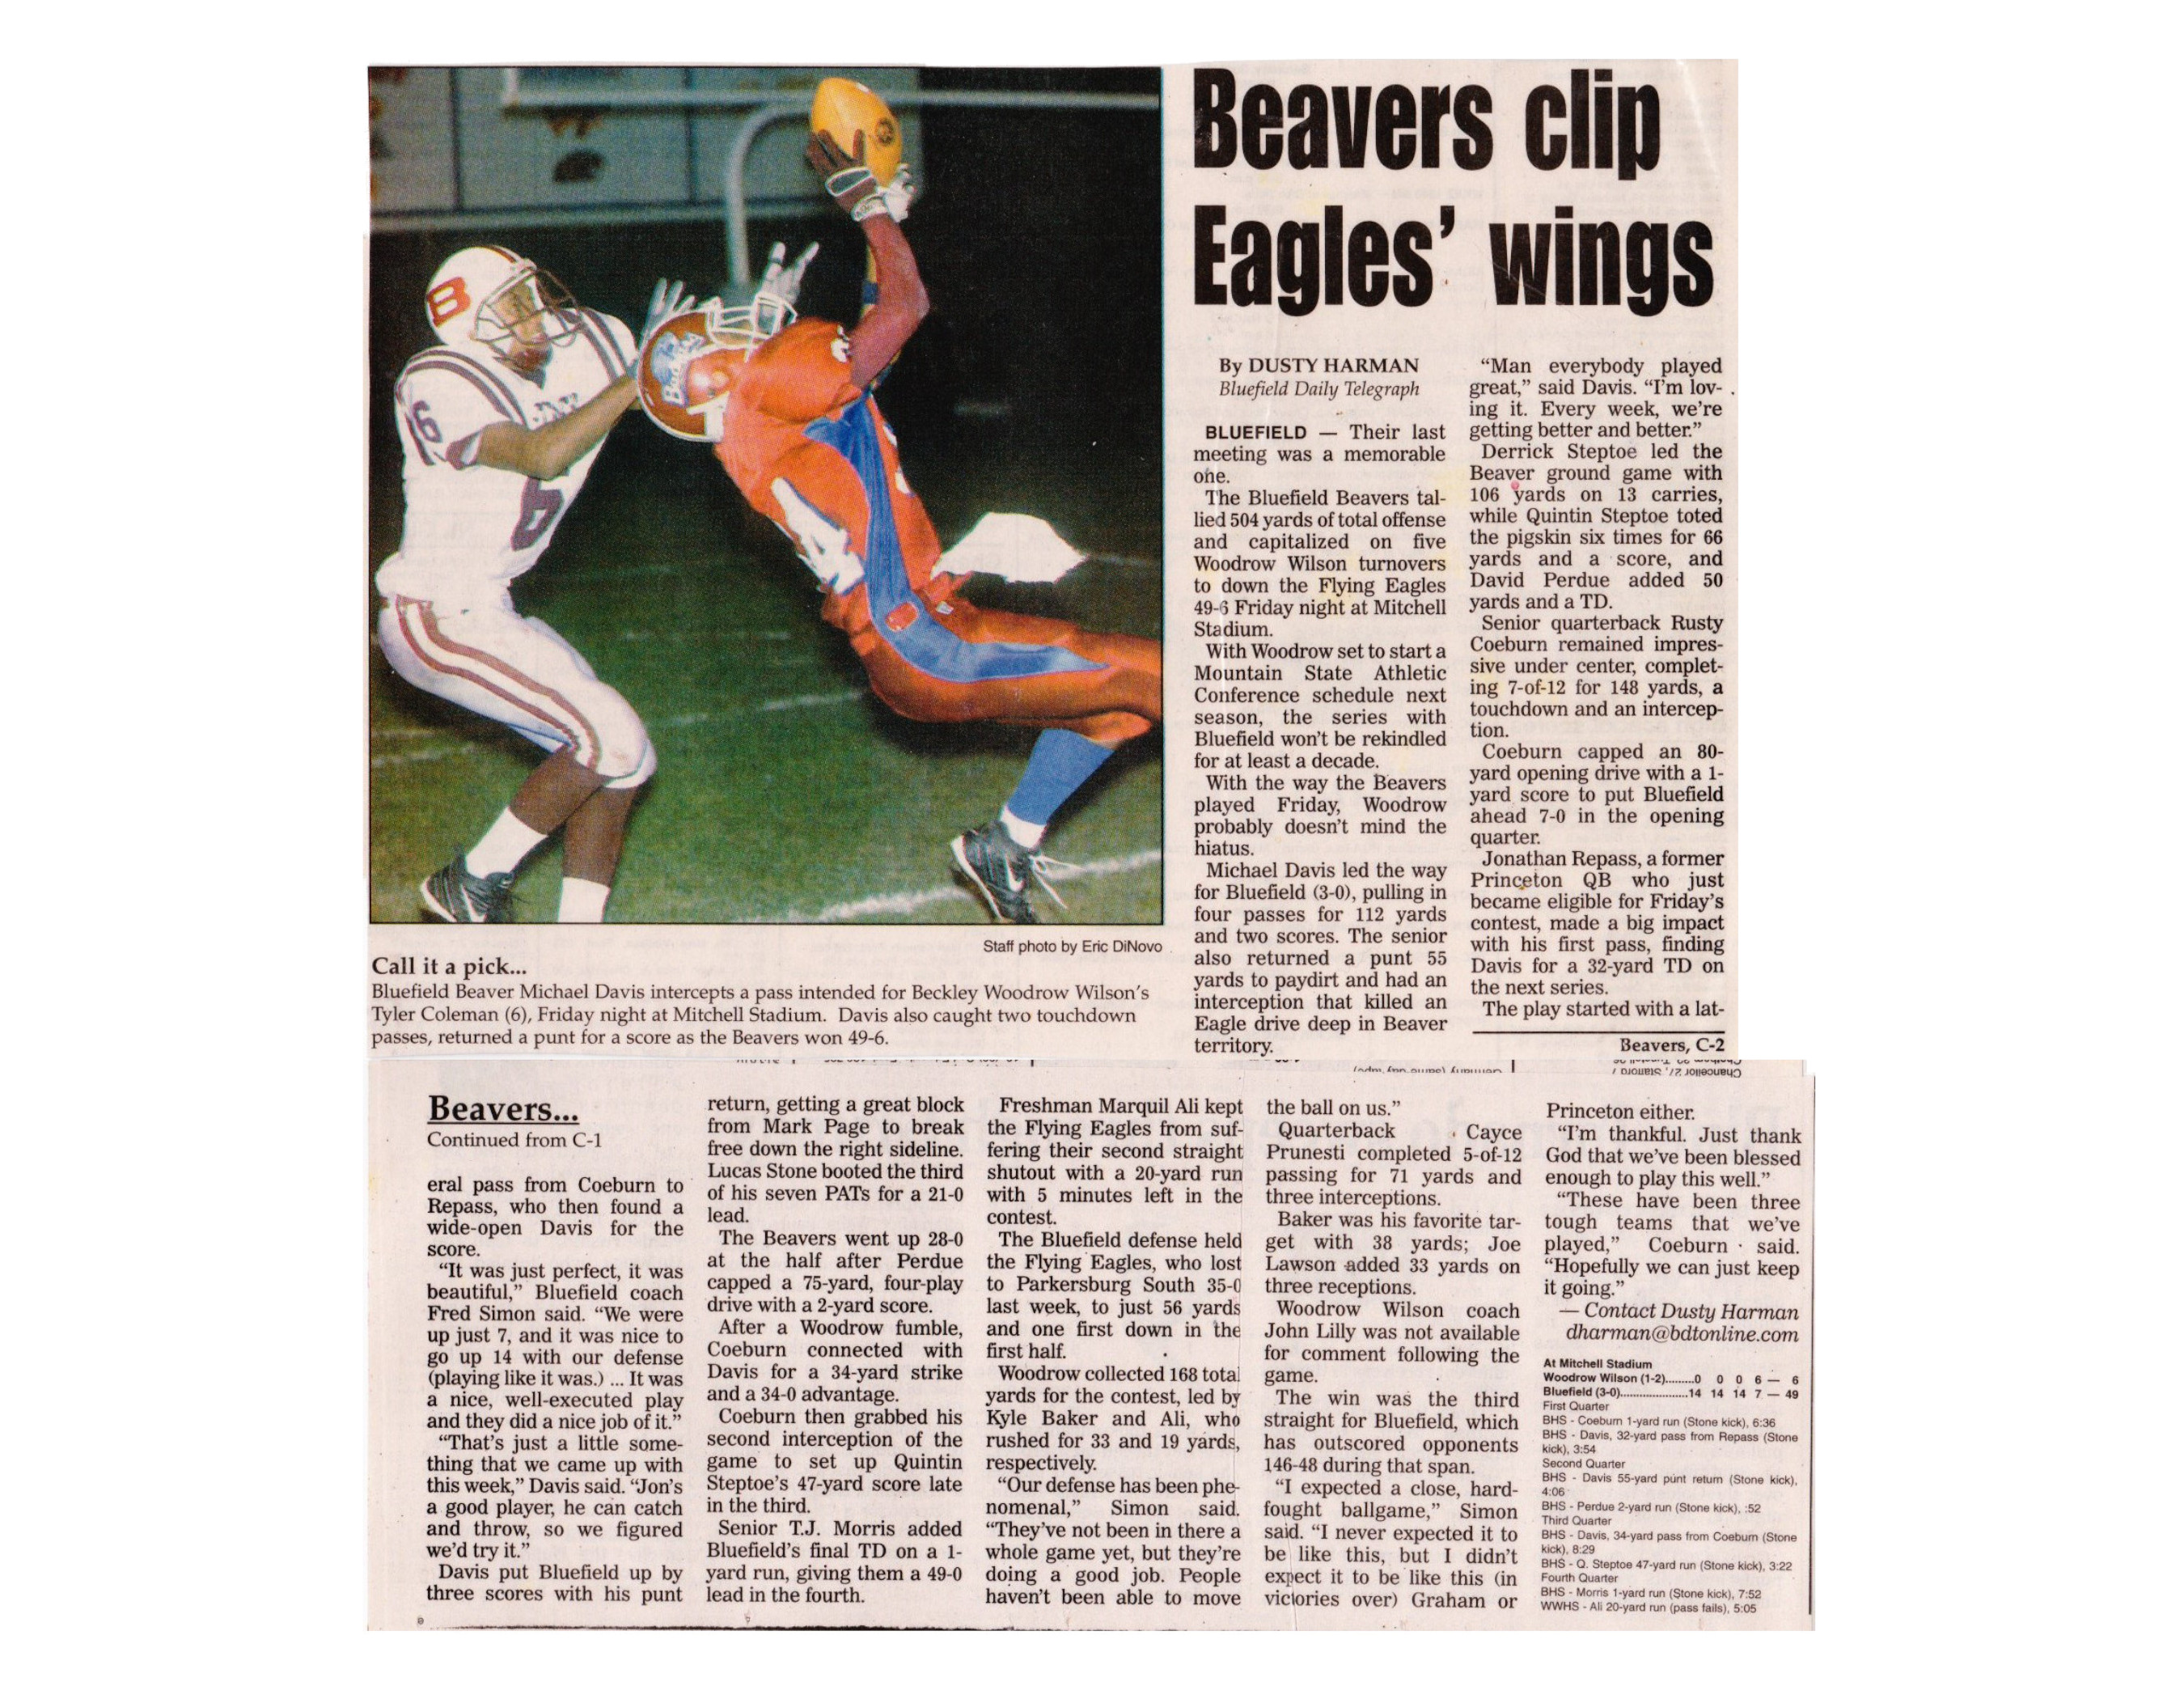 Beavers clip
Eagles' wings
B
6
6
4
Beavers
Staff photo by Eric DiNovo
Call it a pick...
Bluefield Beaver Michael Davis intercepts a pass intended for Beckley Woodrow Wilson's
Tyler Coleman (6), Friday night at Mitchell Stadium. Davis also caught two touchdown
passes, returned a punt for a score as the Beavers won 49-6.
By DUSTY HARMAN
Bluefield Daily Telegraph
BLUEFIELD — Their last
meeting was a memorable
one.
The Bluefield Beavers tal-
lied 504 yards of total offense
and capitalized on five
Woodrow Wilson turnovers
to down the Flying Eagles
49-6 Friday night at Mitchell
Stadium.
With Woodrow set to start a
Mountain State Athletic
Conference schedule next
season, the series with
Bluefield won't be rekindled
for at least a decade.
With the way the Beavers
played Friday, Woodrow
probably doesn't mind the
hiatus.
Michael Davis led the way
for Bluefield (3-0), pulling in
four passes for 112 yards
and two scores. The senior
also returned a punt 55
yards to paydirt and had an
interception that killed an
Eagle drive deep in Beaver
territory.
"Man everybody played
great," said Davis. "I'm lov-
ing it. Every week, we're
getting better and better."
Derrick Steptoe led the
Beaver ground game with
106 yards on 13 carries,
while Quintin Steptoe toted
the pigskin six times for 66
yards and a score, and
David Perdue added 50
yards and a TD.
Senior quarterback Rusty
Coeburn remained impres-
sive under center, complet-
ing 7-of-12 for 148 yards, a
touchdown and an intercep-
tion.
Coeburn capped an 80-
yard opening drive with a 1-
yard score to put Bluefield
ahead 7-0 in the opening
quarter.
Jonathan Repass, a former
Princeton QB who just
became eligible for Friday's
contest, made a big impact
with his first pass, finding
Davis for a 32-yard TD on
the next series.
The play started with a lat-
Beavers, C-2
Beavers...
Continued from C-1
eral pass from Coeburn to
Repass, who then found a
wide-open Davis for the
score.
"It was just perfect, it was
beautiful," Bluefield coach
Fred Simon said. "We were
up just 7, and it was nice to
go up 14 with our defense
(playing like it was.) ... It was
a nice, well-executed play
and they did a nice job of it."
"That's just a little some-
thing that we came up with
this week," Davis said. "Jon's
a good player, he can catch
and throw, so we figured
we'd try it."
Davis put Bluefield up by
three scores with his punt
return, getting a great block
from Mark Page to break
free down the right sideline.
Lucas Stone booted the third
of his seven PATs for a 21-0
lead.
The Beavers went up 28-0
at the half after Perdue
capped a 75-yard, four-play
drive with a 2-yard score.
After a Woodrow fumble,
Coeburn connected with
Davis for a 34-yard strike
and a 34-0 advantage.
Coeburn then grabbed his
second interception of the
game to set up Quintin
Steptoe's 47-yard score late
in the third.
Senior T.J. Morris added
Bluefield's final TD on a 1-
yard run, giving them a 49-0
lead in the fourth.
Freshman Marquil Ali kept
the Flying Eagles from suf-
fering their second straight
shutout with a 20-yard run
with 5 minutes left in the
contest.
The Bluefield defense held
the Flying Eagles, who lost
to Parkersburg South 35-0
last week, to just 56 yards
and one first down in the
first half.
Woodrow collected 168 total
yards for the contest, led by
Kyle Baker and Ali, who
rushed for 33 and 19 yards,
respectively.
"Our defense has been phe-
nomenal," Simon said.
"They've not been in there a
whole game yet, but they're
doing a good job. People
haven't been able to move
the ball on us."
Quarterback Cayce
Prunesti completed 5-of-12
passing for 71 yards and
three interceptions.
Baker was his favorite tar-
get with 38 yards; Joe
Lawson added 33 yards on
three receptions.
Woodrow Wilson coach
John Lilly was not available
for comment following the
game.
The win was the third
straight for Bluefield, which
has outscored opponents
146-48 during that span.
"I expected a close, hard-
fought ballgame," Simon
said. "I never expected it to
be like this, but I didn't
expect it to be like this (in
victories over) Graham or
Princeton either.
"I'm thankful. Just thank
God that we've been blessed
enough to play this well."
"These have been three
tough teams that we've
played," Coeburn said.
"Hopefully we can just keep
it going."
— Contact Dusty Harman
dharman@bdtonline.com
At Mitchell Stadium
Woodrow Wilson (1-2).........0 0 0 6 — 6
Bluefield (3-0).....................14 14 14 7 — 49
First Quarter
BHS - Coeburn 1-yard run (Stone kick), 6:36
BHS - Davis, 32-yard pass from Repass (Stone
kick), 3:54
Second Quarter
BHS - Davis 55-yard punt return (Stone kick),
4:06
BHS - Perdue 2-yard run (Stone kick), :52
Third Quarter
BHS - Davis, 34-yard pass from Coeburn (Stone
kick), 8:29
BHS - Q. Steptoe 47-yard run (Stone kick), 3:22
Fourth Quarter
BHS - Morris 1-yard run (Stone kick), 7:52
WWHS - Ali 20-yard run (pass fails), 5:05